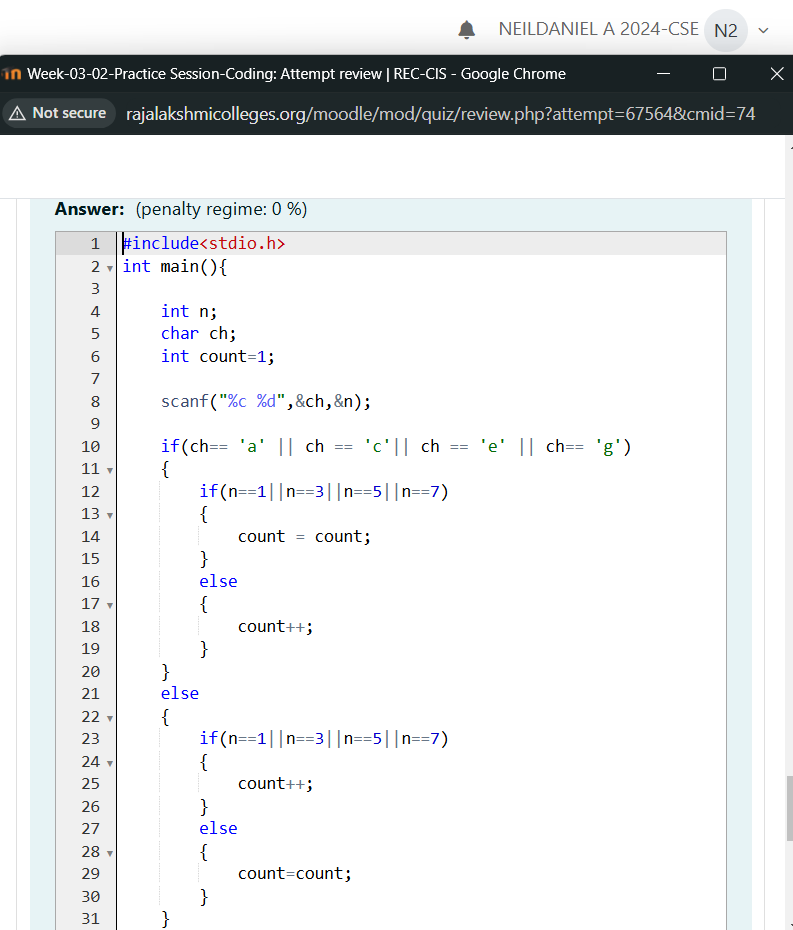 NEILDANIEL A 2024-CSE N2
Week-03-02-Practice Session-Coding: Attempt review | REC-CIS - Google Chrome
Not secure rajalakshmicolleges.org/moodle/mod/quiz/review.php?attempt=67564&cmid=74
Answer: (penalty regime: 0 %)
1 #include<stdio.h>
2 int main(){
3
4 int n;
5 char ch;
6 int count=1;
7
8 scanf("%c %d",&ch,&n);
9
10 if(ch== 'a' || ch == 'c'|| ch == 'e' || ch== 'g')
11 {
12 if(n==1||n==3||n==5||n==7)
13 {
14 count = count;
15 }
16 else
17 {
18 count++;
19 }
20 }
21 else
22 {
23 if(n==1||n==3||n==5||n==7)
24 {
25 count++;
26 }
27 else
28 {
29 count=count;
30 }
31 }